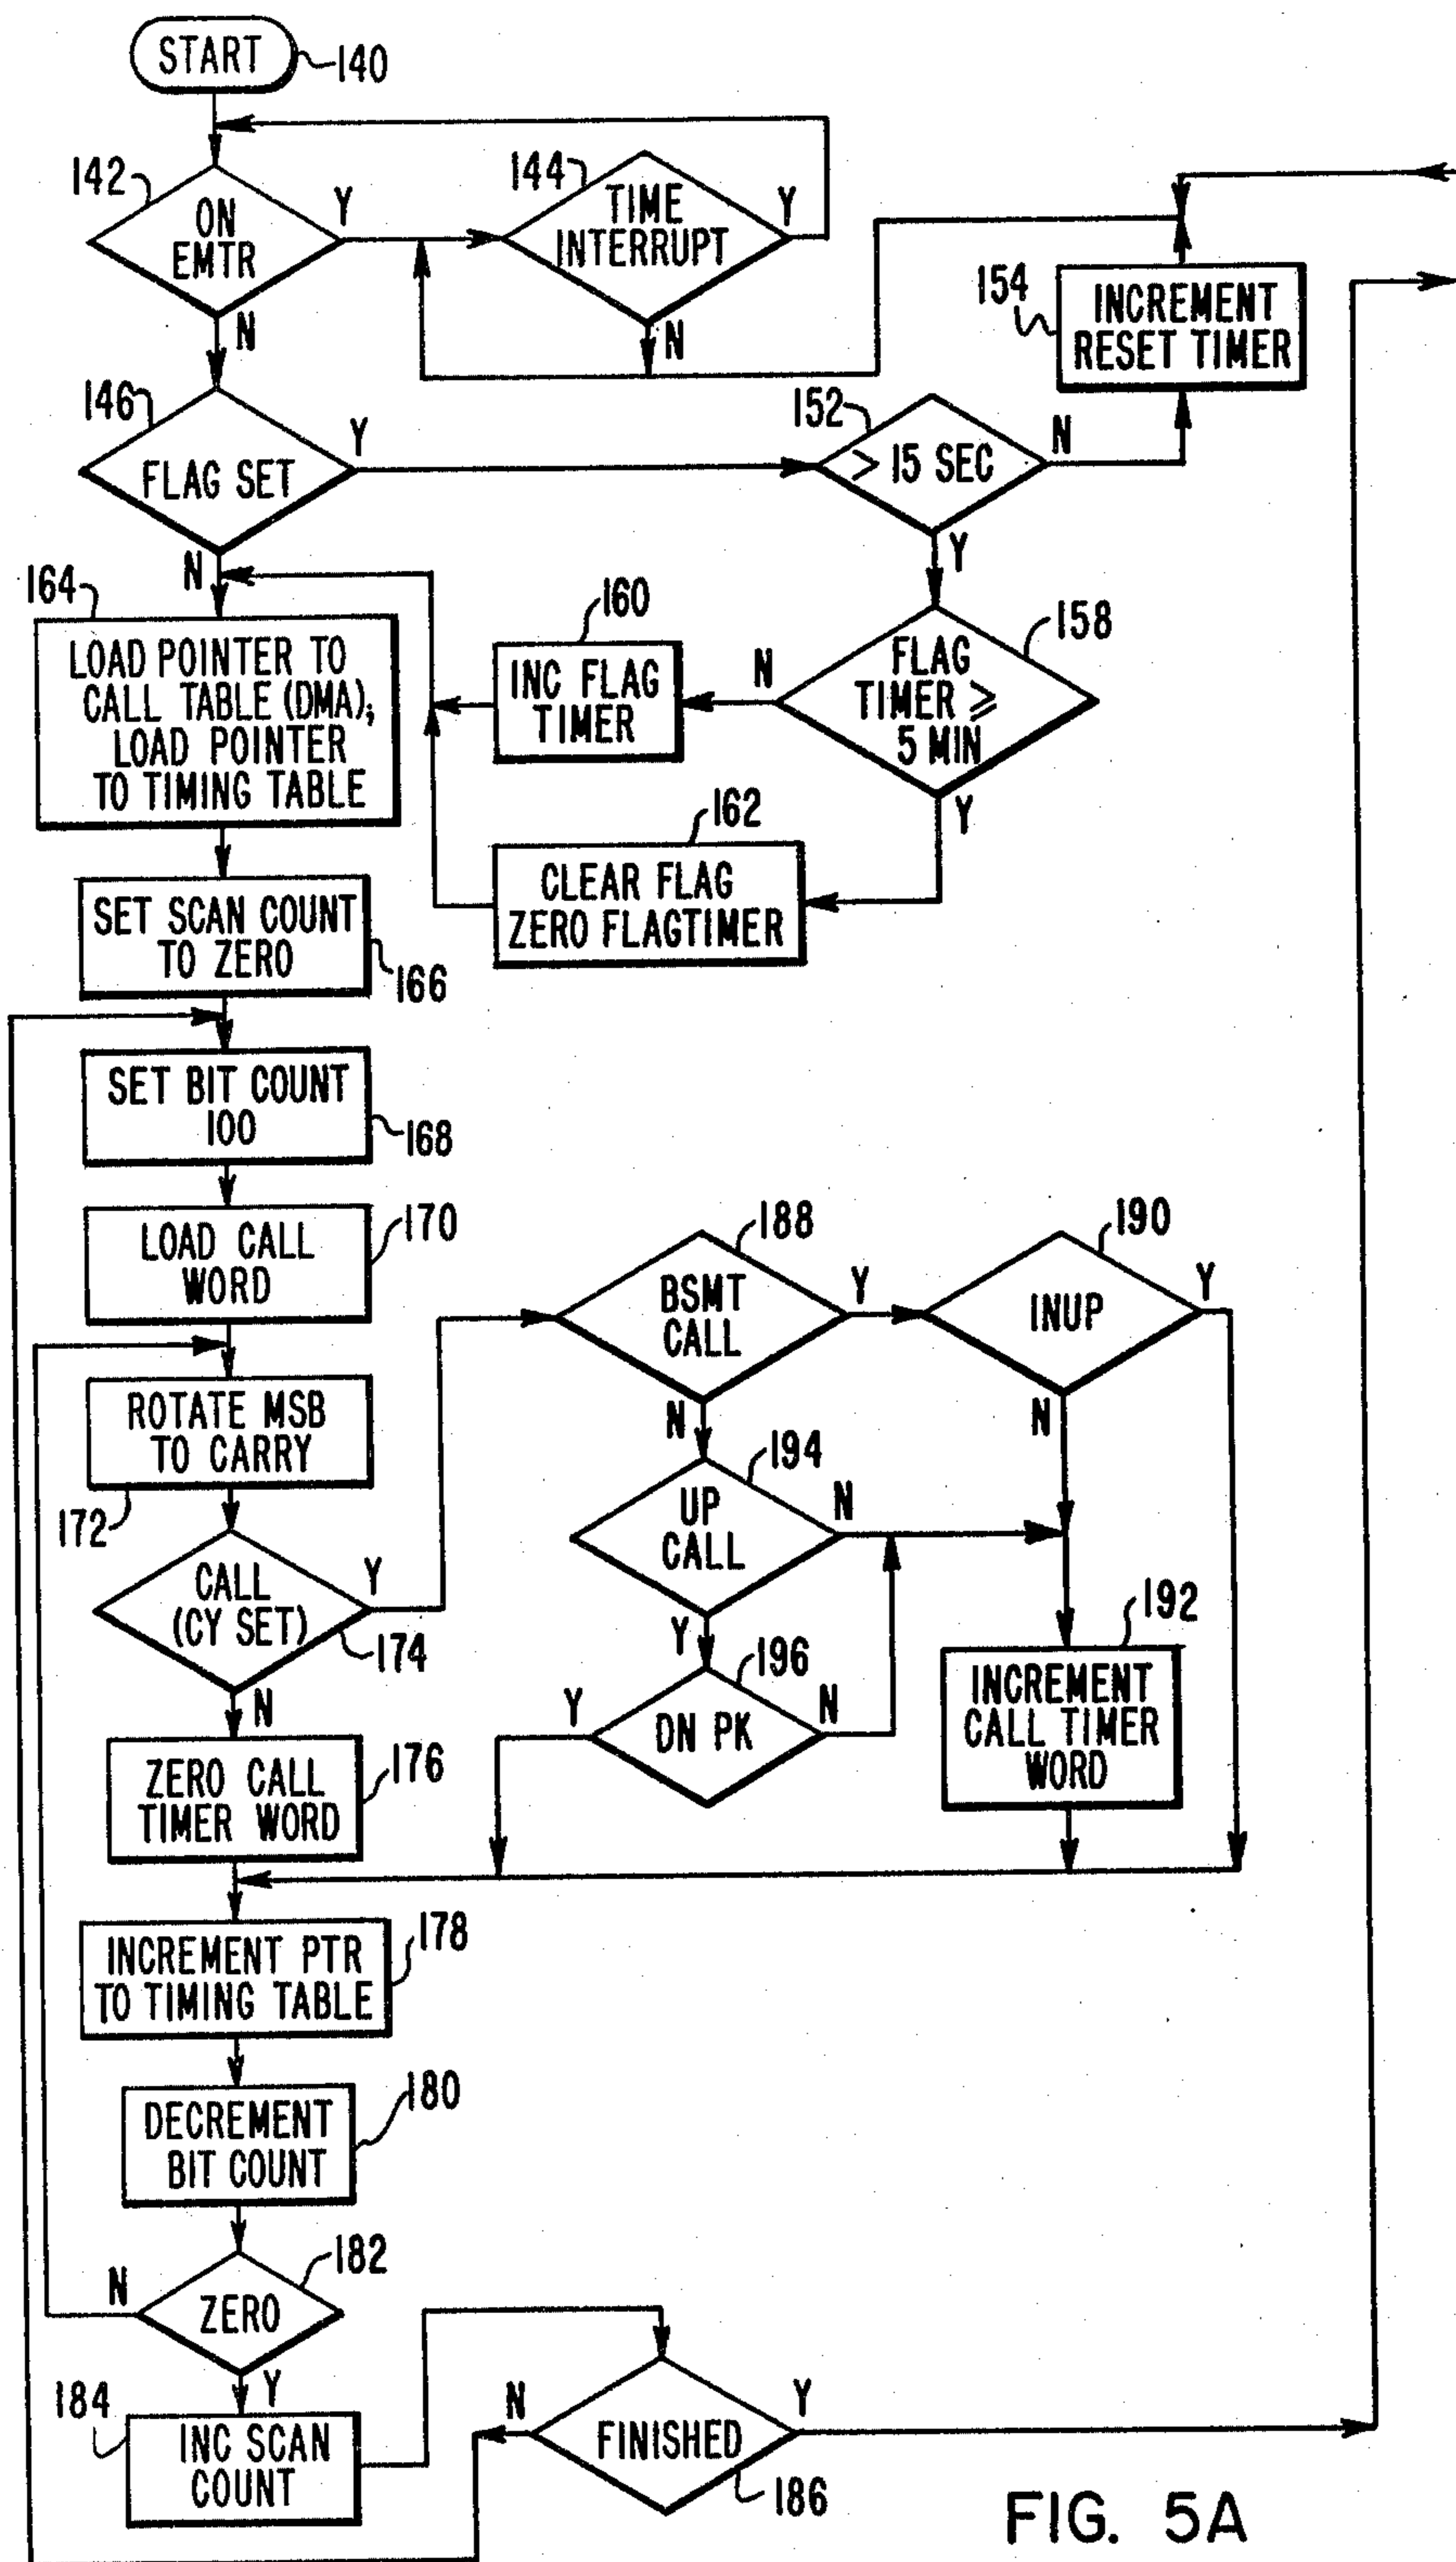 START
140
142
ON
EMTR
Y
N
144
TIME
INTERRUPT
Y
N
154
INCREMENT
RESET TIMER
146
FLAG SET
Y
N
152
> 15 SEC
N
Y
164
LOAD POINTER TO
CALL TABLE (DMA);
LOAD POINTER
TO TIMING TABLE
160
INC FLAG
TIMER
N
158
FLAG
TIMER ≥
5 MIN
Y
162
CLEAR FLAG
ZERO FLAGTIMER
SET SCAN COUNT
TO ZERO
166
SET BIT COUNT
100
168
LOAD CALL
WORD
170
ROTATE MSB
TO CARRY
172
CALL
(CY SET)
Y
174
N
188
BSMT
CALL
Y
N
190
INUP
Y
N
194
UP
CALL
N
Y
196
DN PK
Y
N
192
INCREMENT
CALL TIMER
WORD
ZERO CALL
TIMER WORD
176
INCREMENT PTR
TO TIMING TABLE
178
DECREMENT
BIT COUNT
180
ZERO
182
N
Y
184
INC SCAN
COUNT
N
FINISHED
Y
186
FIG. 5A